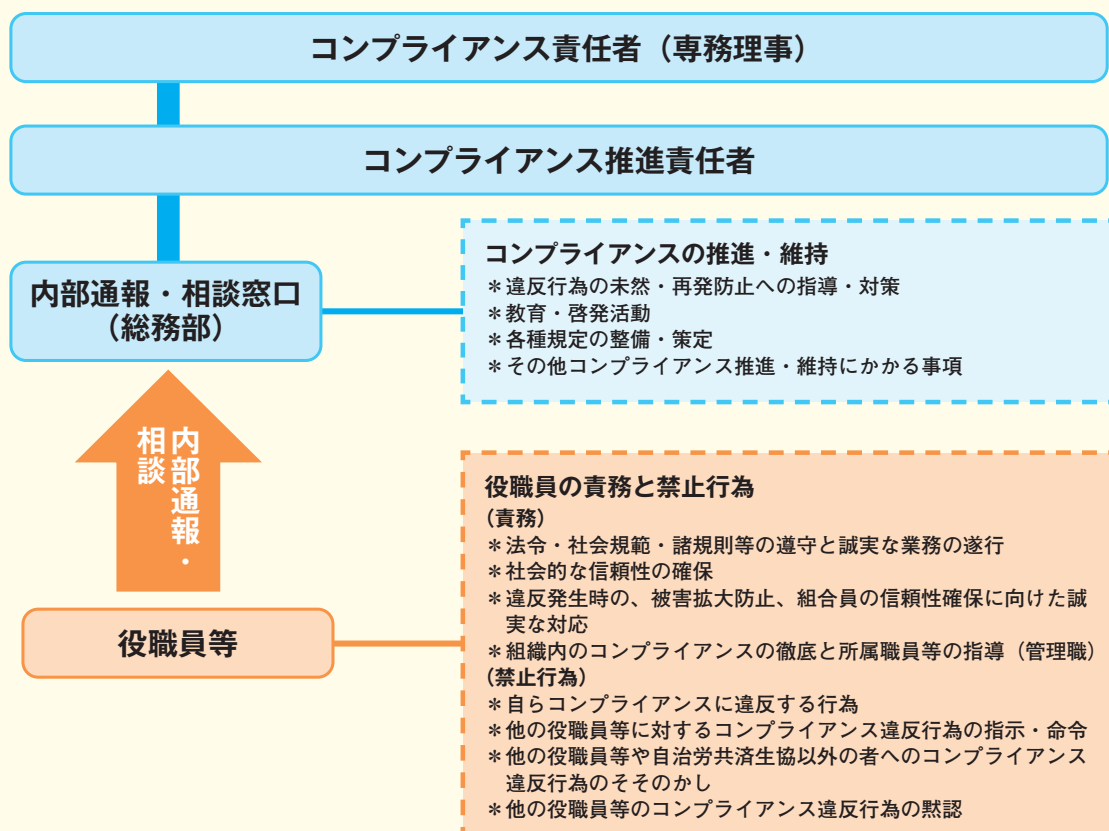 コンプライアンス責任者（専務理事）
コンプライアンス推進責任者
内部通報・相談窓口
（総務部）
コンプライアンスの推進・維持
＊違反行為の未然・再発防止への指導・対策
＊教育・啓発活動
＊各種規定の整備・策定
＊その他コンプライアンス推進・維持にかかる事項
内部通報・
相談
役職員等
役職員の責務と禁止行為
（責務）
＊法令・社会規範・諸規則等の遵守と誠実な業務の遂行
＊社会的な信頼性の確保
＊違反発生時の、被害拡大防止、組合員の信頼性確保に向けた誠
実な対応
＊組織内のコンプライアンスの徹底と所属職員等の指導（管理職）
（禁止行為）
＊自らコンプライアンスに違反する行為
＊他の役職員等に対するコンプライアンス違反行為の指示・命令
＊他の役職員等や自治労共済生協以外の者へのコンプライアンス
違反行為のそそのかし
＊他の役職員等のコンプライアンス違反行為の黙認